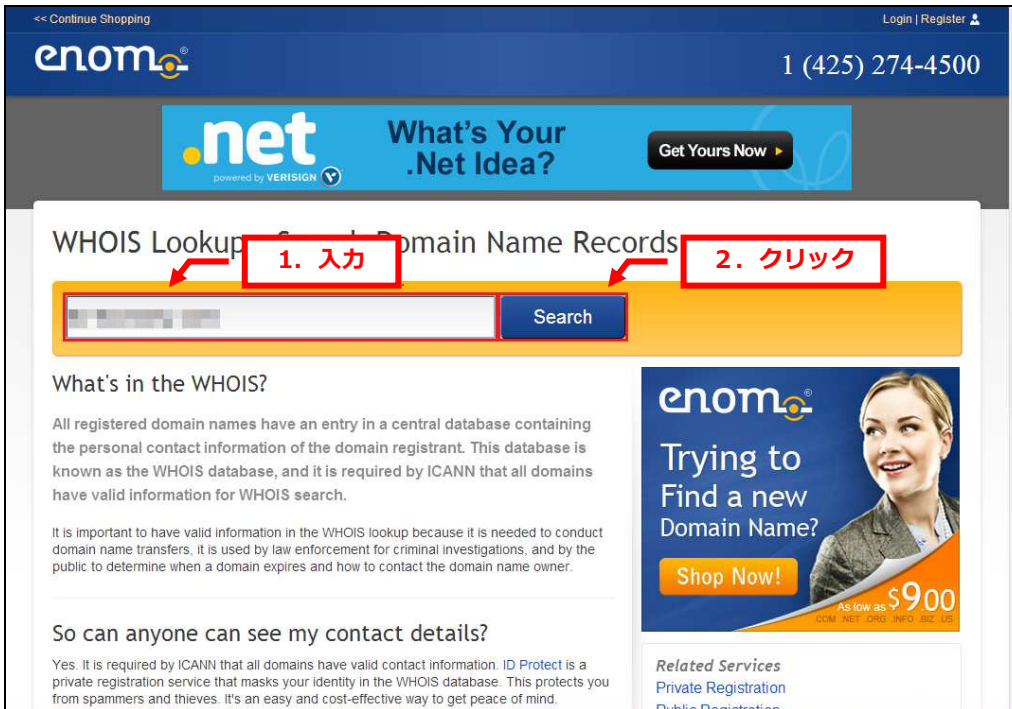 << Continue Shopping
Login | Register
enom
1 (425) 274-4500
.net
powered by VERISIGN
What's Your
.Net Idea?
Get Yours Now
WHOIS Lookup
Domain Name Records
1．入力
2．クリック
Search
What's in the WHOIS?
All registered domain names have an entry in a central database containing
the personal contact information of the domain registrant. This database is
known as the WHOIS database, and it is required by ICANN that all domains
have valid information for WHOIS search.
It is important to have valid information in the WHOIS lookup because it is needed to conduct
domain name transfers, it is used by law enforcement for criminal investigations, and by the
public to determine when a domain expires and how to contact the domain name owner.
So can anyone can see my contact details?
Yes. It is required by ICANN that all domains have valid contact information. ID Protect is a
private registration service that masks your identity in the WHOIS database. This protects you
from spammers and thieves. It's an easy and cost-effective way to get peace of mind.
enom
Trying to
Find a new
Domain Name?
Shop Now!
As low as $9.00
.COM .NET .ORG .INFO .BIZ .US
Related Services
Private Registration
Public Registration